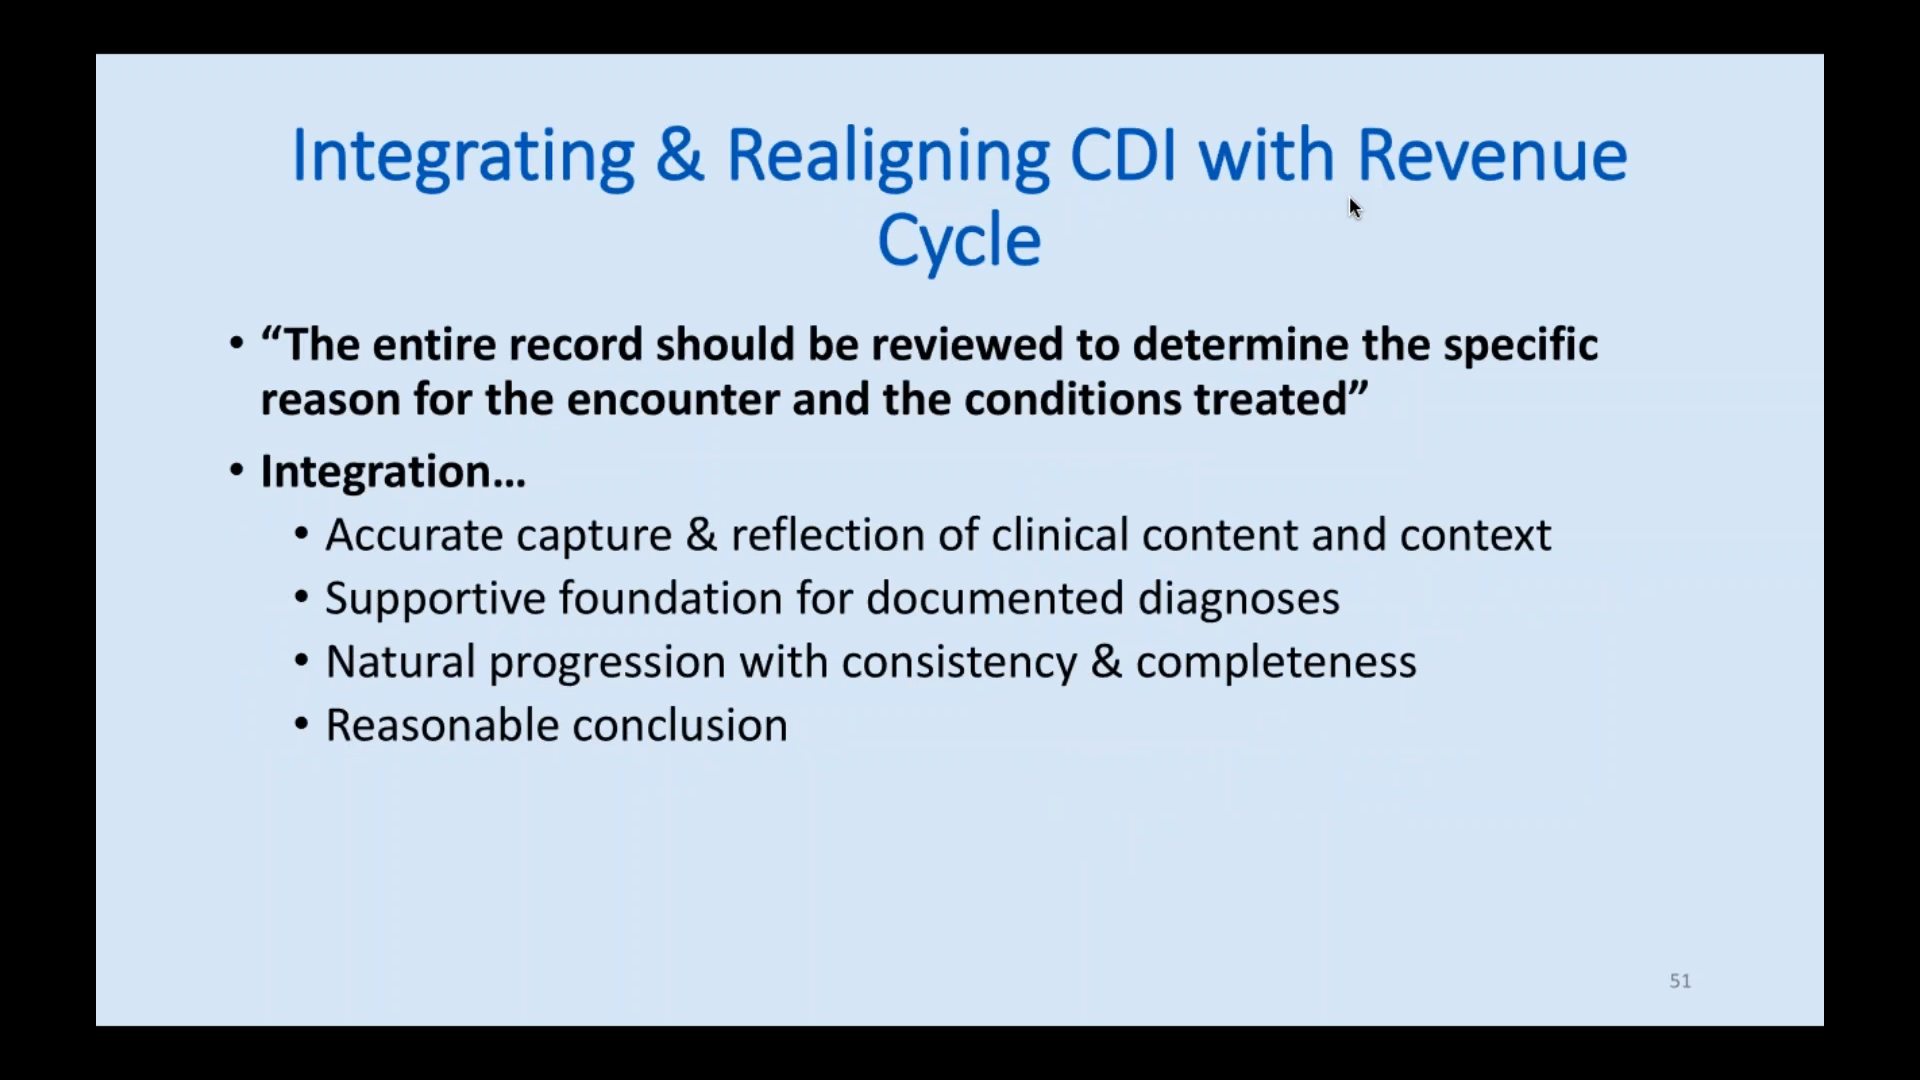 Integrating & Realigning CDI with Revenue
Cycle
• “The entire record should be reviewed to determine the specific
reason for the encounter and the conditions treated”
• Integration…
• Accurate capture & reflection of clinical content and context
• Supportive foundation for documented diagnoses
• Natural progression with consistency & completeness
• Reasonable conclusion
51